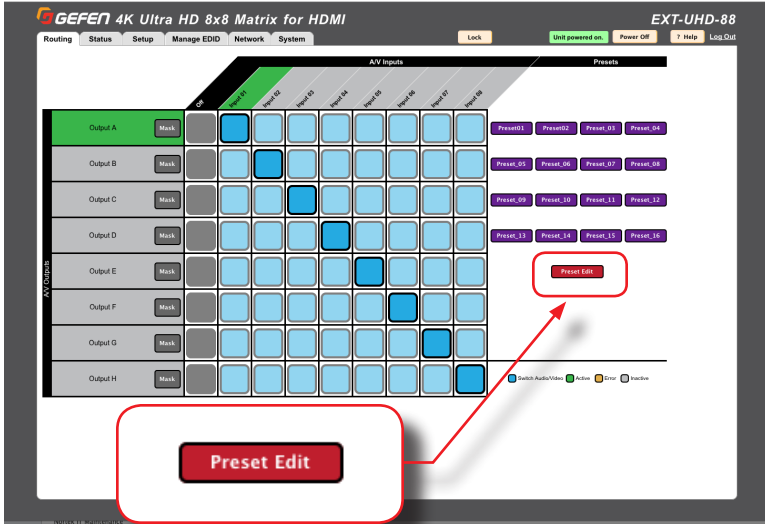 GEFEN 4K Ultra HD 8x8 Matrix for HDMI
EXT-UHD-88
Routing Status Setup Manage EDID Network System
Lock
Unit powered on.
Power Off
? Help
Log Out
A/V Inputs
Presets
Off
Input 01
Input 02
Input 03
Input 04
Input 05
Input 06
Input 07
Input 08
A/V Outputs
Output A Mask
Preset01 Preset02 Preset_03 Preset_04
Output B Mask
Preset_05 Preset_06 Preset_07 Preset_08
Output C Mask
Preset_09 Preset_10 Preset_11 Preset_12
Output D Mask
Preset_13 Preset_14 Preset_15 Preset_16
Output E Mask
Preset Edit
Output F Mask
Output G Mask
Output H Mask
Switch Audio/Video Active Error Inactive
Preset Edit